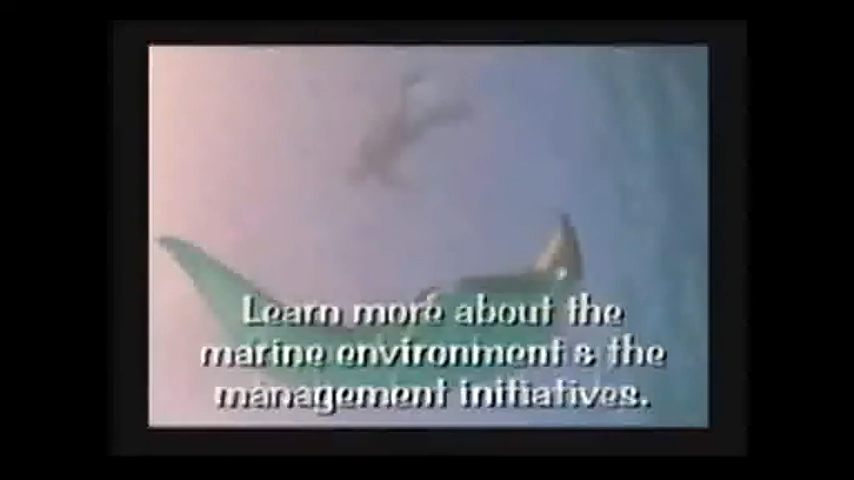 Learn more about the
marine environment & the
management initiatives.